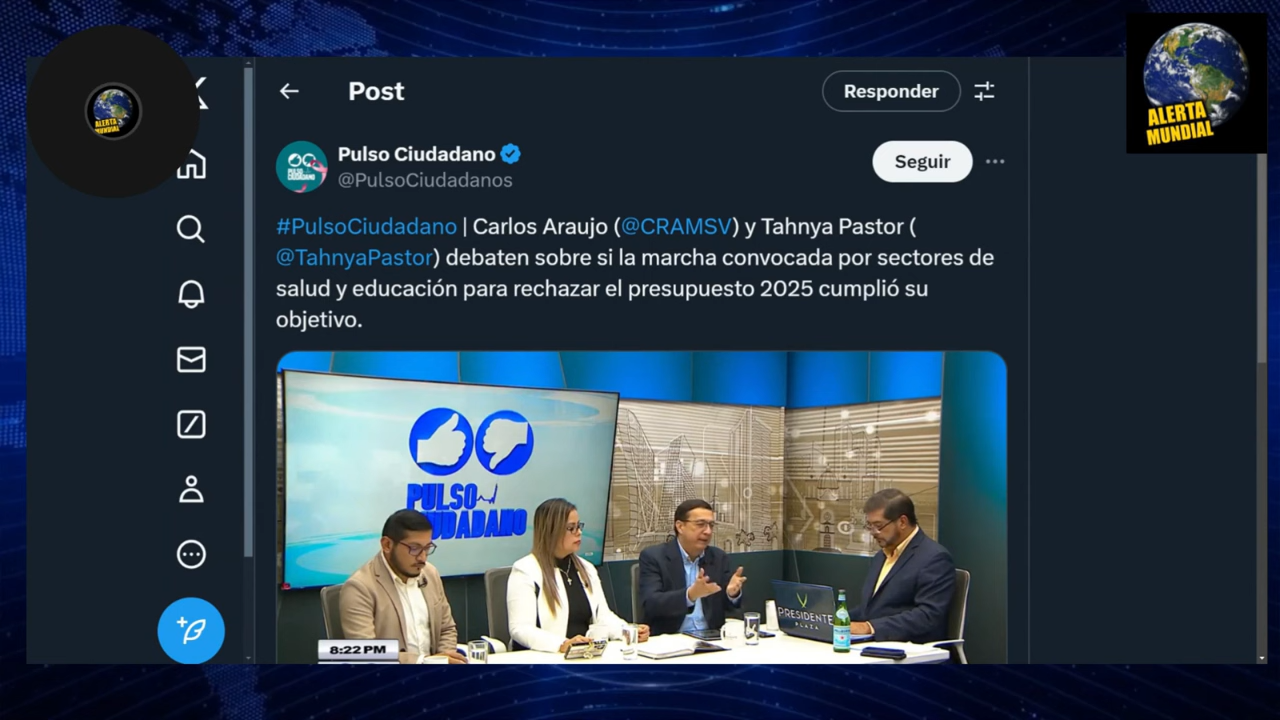 Post
Responder
ALERTA
MUNDIAL
Pulso Ciudadano
@PulsoCiudadanos
Seguir
#PulsoCiudadano | Carlos Araujo (@CRAMSV) y Tahnya Pastor (
@TahnyaPastor) debaten sobre si la marcha convocada por sectores de
salud y educación para rechazar el presupuesto 2025 cumplió su
objetivo.
PULSO
CIUDADANO
PRESIDENTE
PLAZA
8:22 PM
ALERTA
MUNDIAL